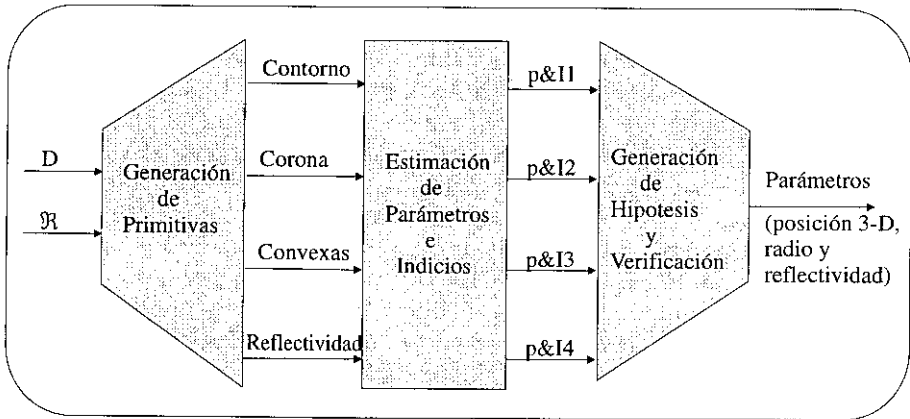 D
ℜ
Generación
de
Primitivas
Contorno
Corona
Convexas
Reflectividad
Estimación
de
Parámetros
e
Indicios
p&I1
p&I2
p&I3
p&I4
Generación
de
Hipotesis
y
Verificación
Parámetros
(posición 3-D,
radio y
reflectividad)